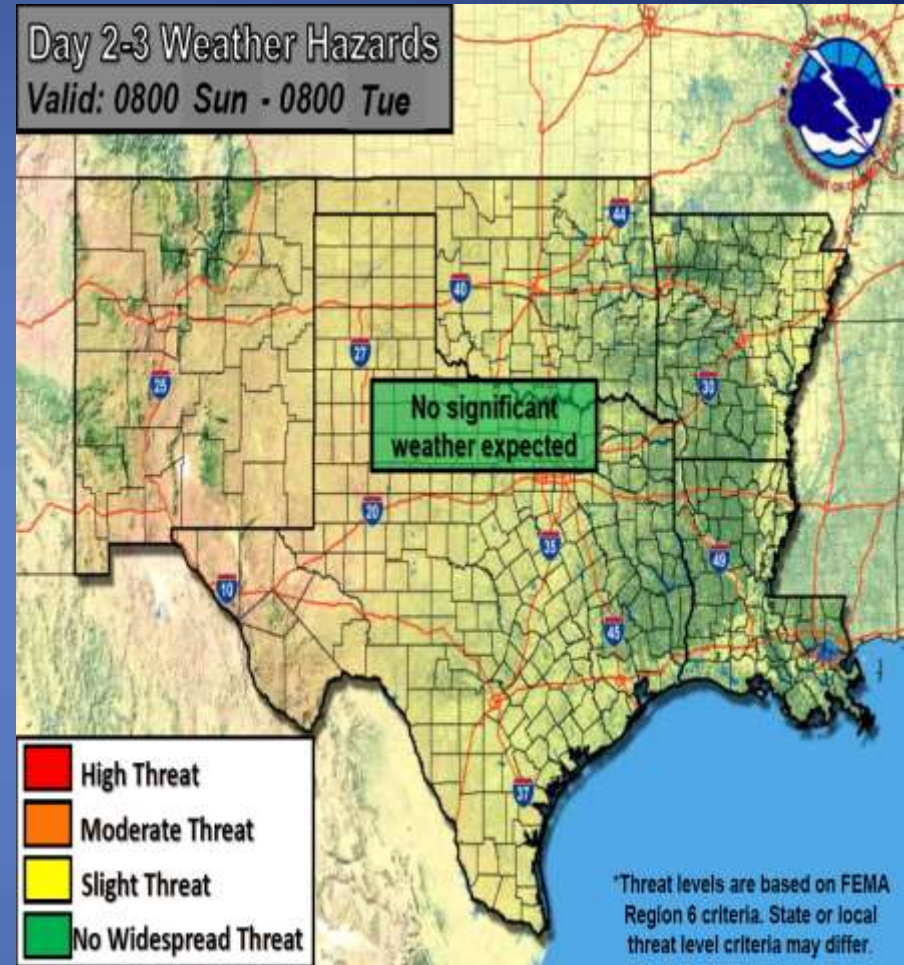 Day 2-3 Weather Hazards
Valid: 0800 Sun - 0800 Tue
44
40
27
25
30
No significant
weather expected
20
35
49
10
45
37
High Threat
Moderate Threat
Slight Threat
No Widespread Threat
*Threat levels are based on FEMA
Region 6 criteria. State or local
threat level criteria may differ.